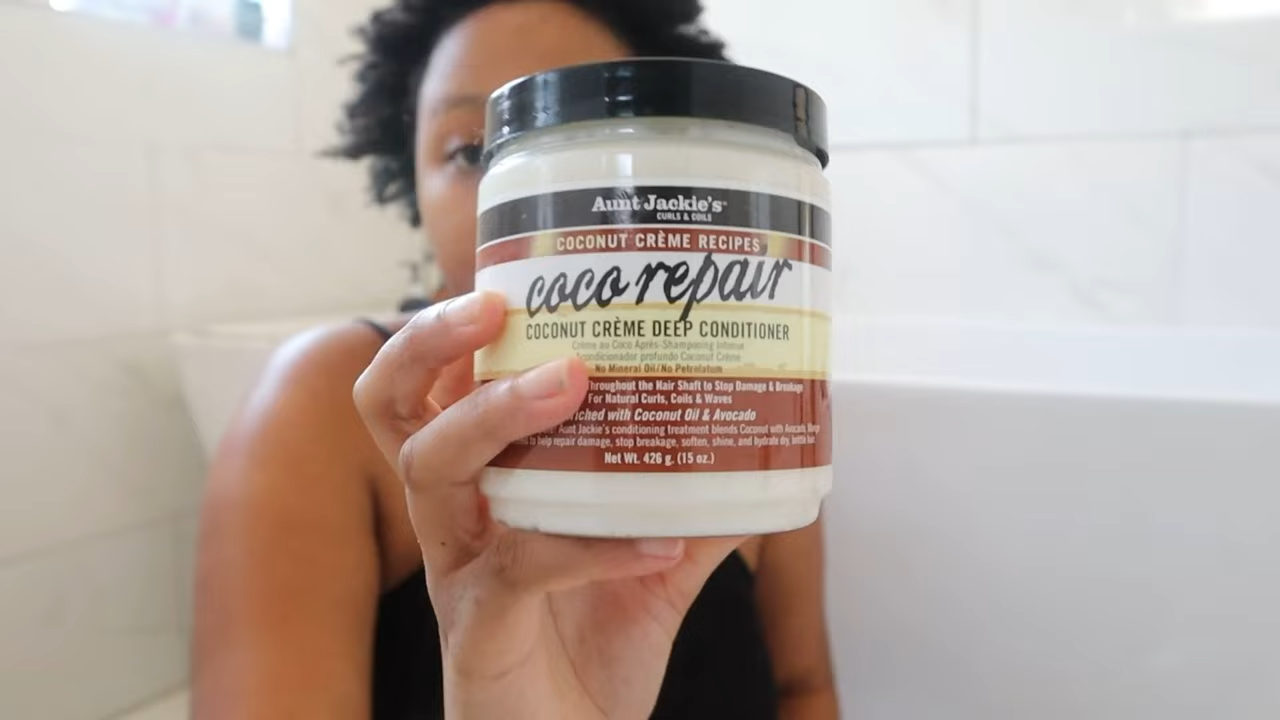 Aunt Jackie's™
CURLS & COILS
COCONUT CRÈME RECIPES
coco repair
COCONUT CRÈME DEEP CONDITIONER
Crème au Coco Après-Shampooing Intense
Acondicionador profundo Coconut Crème
No Mineral Oil/No Petrolatum
Throughout the Hair Shaft to Stop Damage & Breakage
For Natural Curls, Coils & Waves
with Coconut Oil & Avocado
Aunt Jackie's conditioning treatment blends Coconut with Avocado,
to help repair damage, stop breakage, soften, shine, and hydrate dry, brittle hair.
Net Wt. 426 g. (15 oz.)